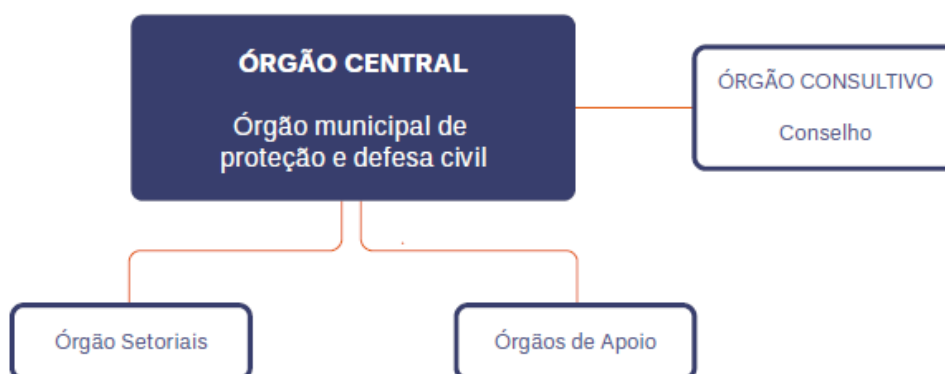 ÓRGÃO CENTRAL
Órgão municipal de
proteção e defesa civil
ÓRGÃO CONSULTIVO
Conselho
Órgão Setoriais
Órgãos de Apoio